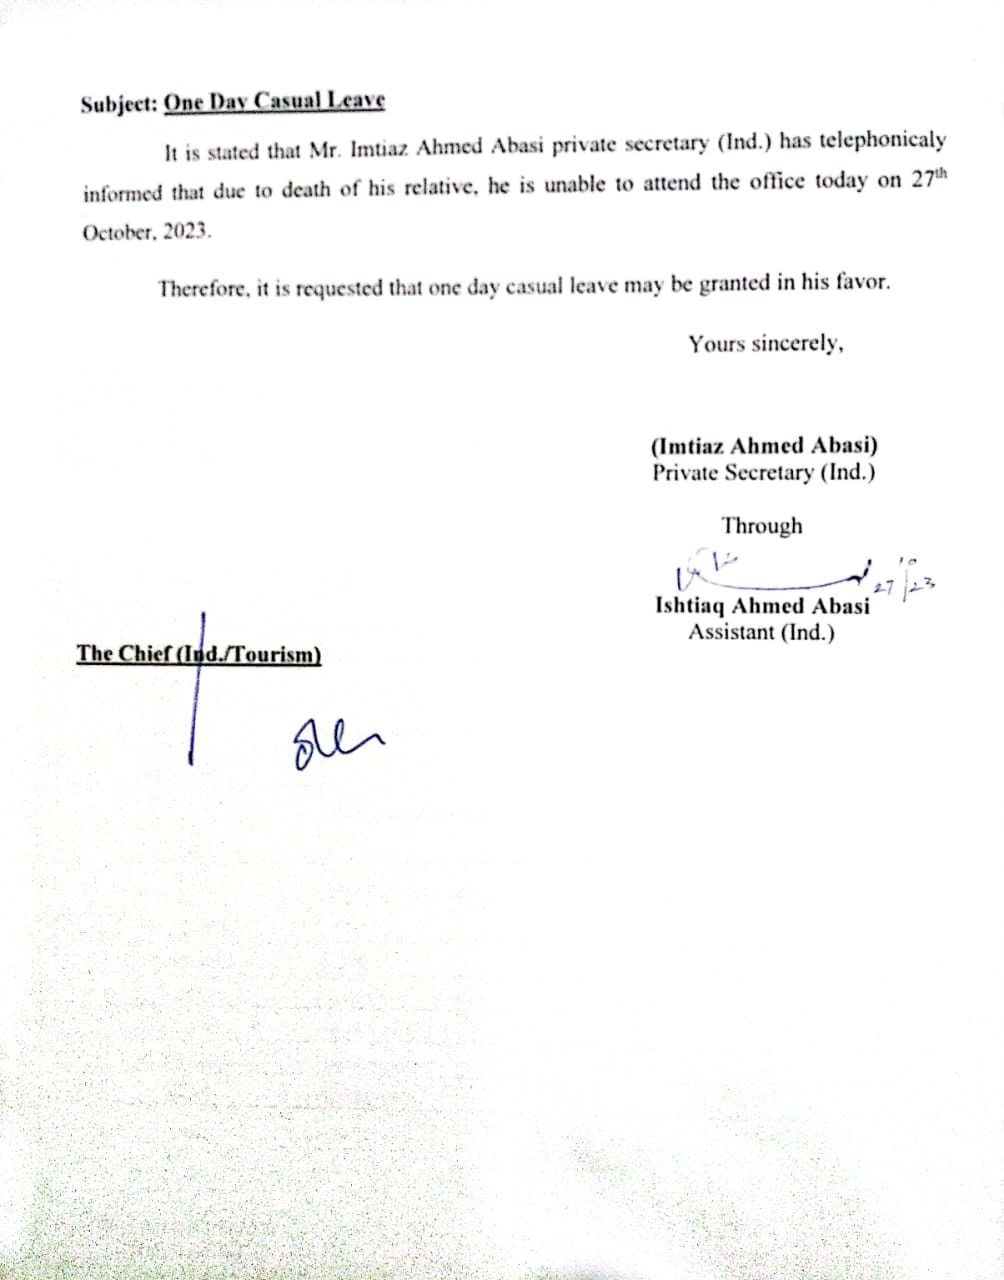 Subject: One Day Casual Leave
It is stated that Mr. Imtiaz Ahmed Abasi private secretary (Ind.) has telephonicaly
informed that due to death of his relative, he is unable to attend the office today on 27th
October, 2023.
Therefore, it is requested that one day casual leave may be granted in his favor.
Yours sincerely,
(Imtiaz Ahmed Abasi)
Private Secretary (Ind.)
Through
27/10/23
Ishtiaq Ahmed Abasi
Assistant (Ind.)
The Chief (Ind./Tourism)